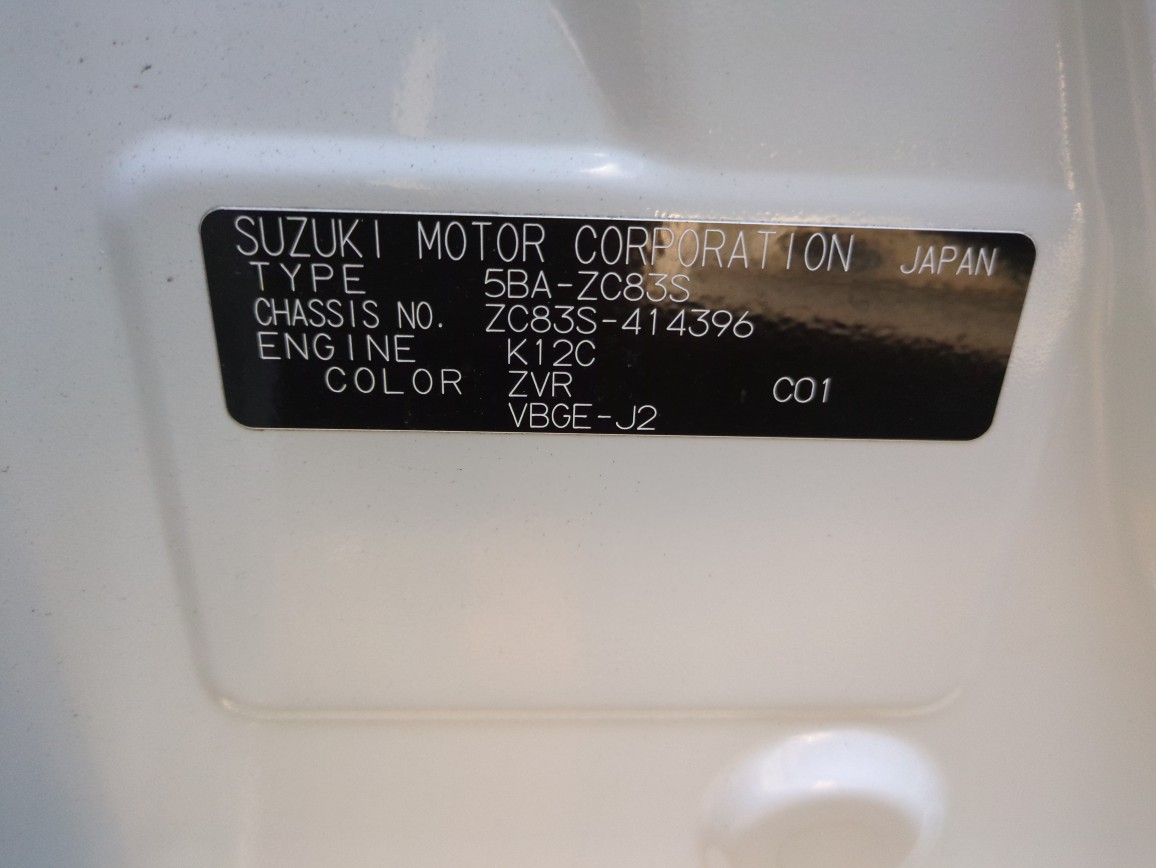 SUZUKI MOTOR CORPORATION JAPAN
TYPE 5BA-ZC83S
CHASSIS NO. ZC83S-414396
ENGINE K12C
COLOR ZVR C01
VBGE-J2